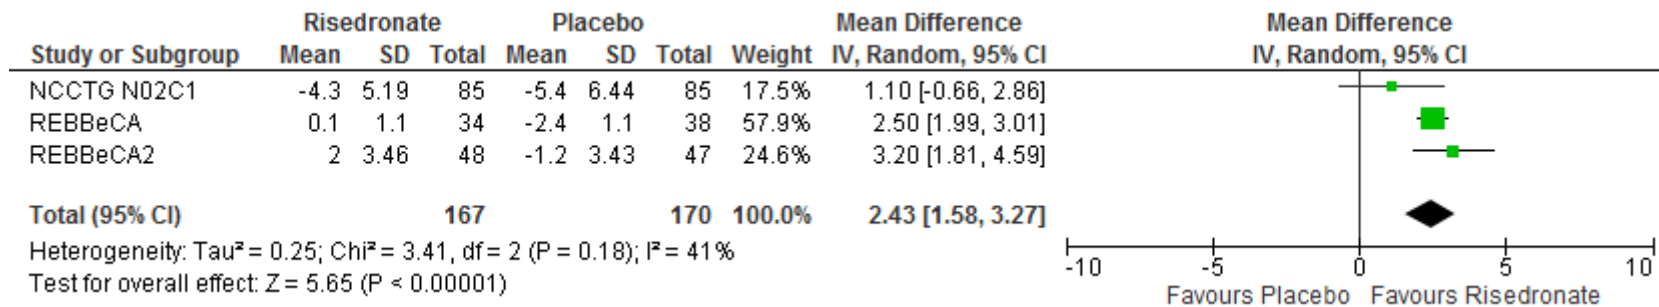 Risedronate Placebo Mean Difference Mean Difference
Study or Subgroup Mean SD Total Mean SD Total Weight IV, Random, 95% CI IV, Random, 95% CI
NCCTG N02C1 -4.3 5.19 85 -5.4 6.44 85 17.5% 1.10 [-0.66, 2.86]
REBBeCA 0.1 1.1 34 -2.4 1.1 38 57.9% 2.50 [1.99, 3.01]
REBBeCA2 2 3.46 48 -1.2 3.43 47 24.6% 3.20 [1.81, 4.59]
Total (95% CI) 167 170 100.0% 2.43 [1.58, 3.27]
Heterogeneity: Tau² = 0.25; Chi² = 3.41, df = 2 (P = 0.18); I² = 41%
Test for overall effect: Z = 5.65 (P < 0.00001)
-10 -5 0 5 10
Favours Placebo Favours Risedronate